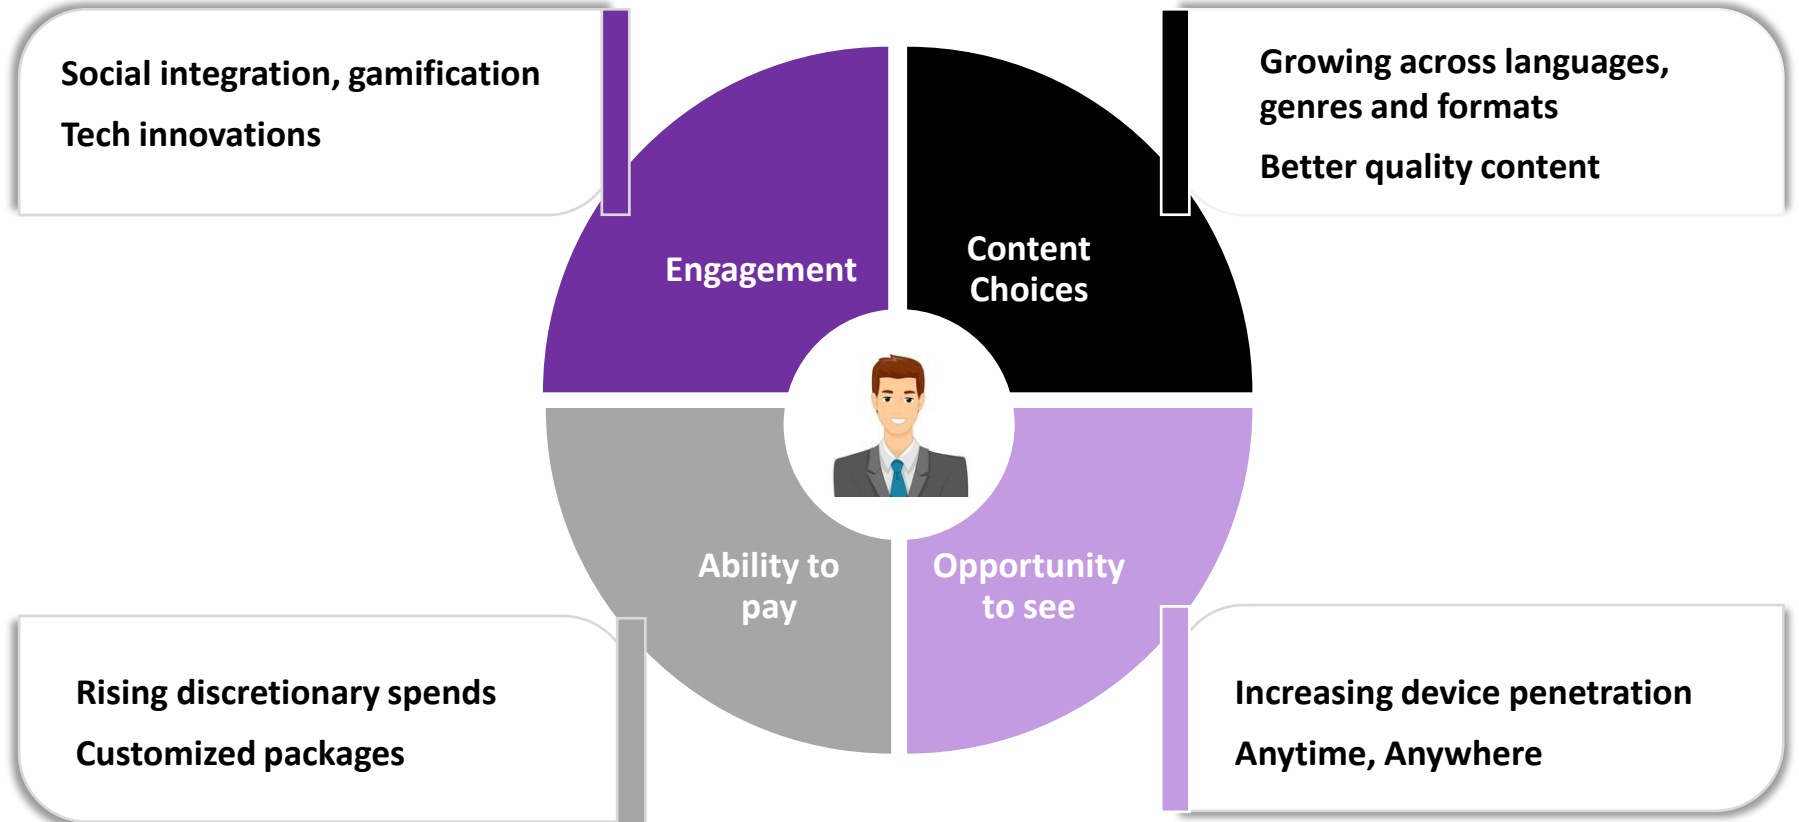 Social integration, gamification
Tech innovations
Growing across languages,
genres and formats
Better quality content
Engagement
Content
Choices
Ability to
pay
Opportunity
to see
Rising discretionary spends
Customized packages
Increasing device penetration
Anytime, Anywhere